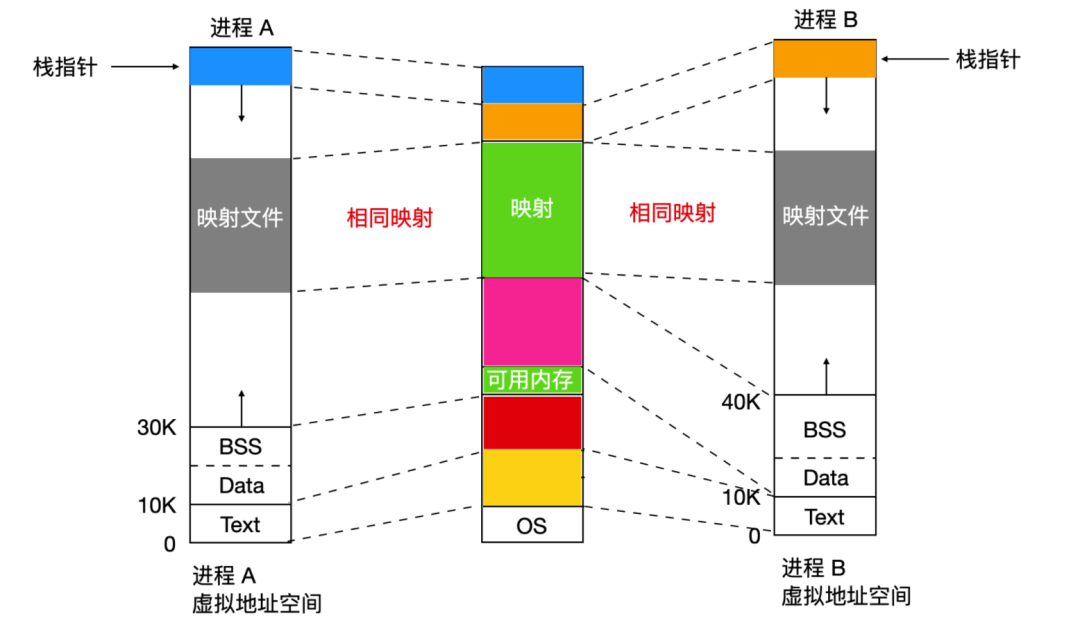 进程 A
栈指针
映射文件
30K
BSS
Data
10K
Text
0
进程 A
虚拟地址空间
相同映射
映射
可用内存
OS
相同映射
进程 B
栈指针
映射文件
40K
BSS
Data
10K
Text
0
进程 B
虚拟地址空间